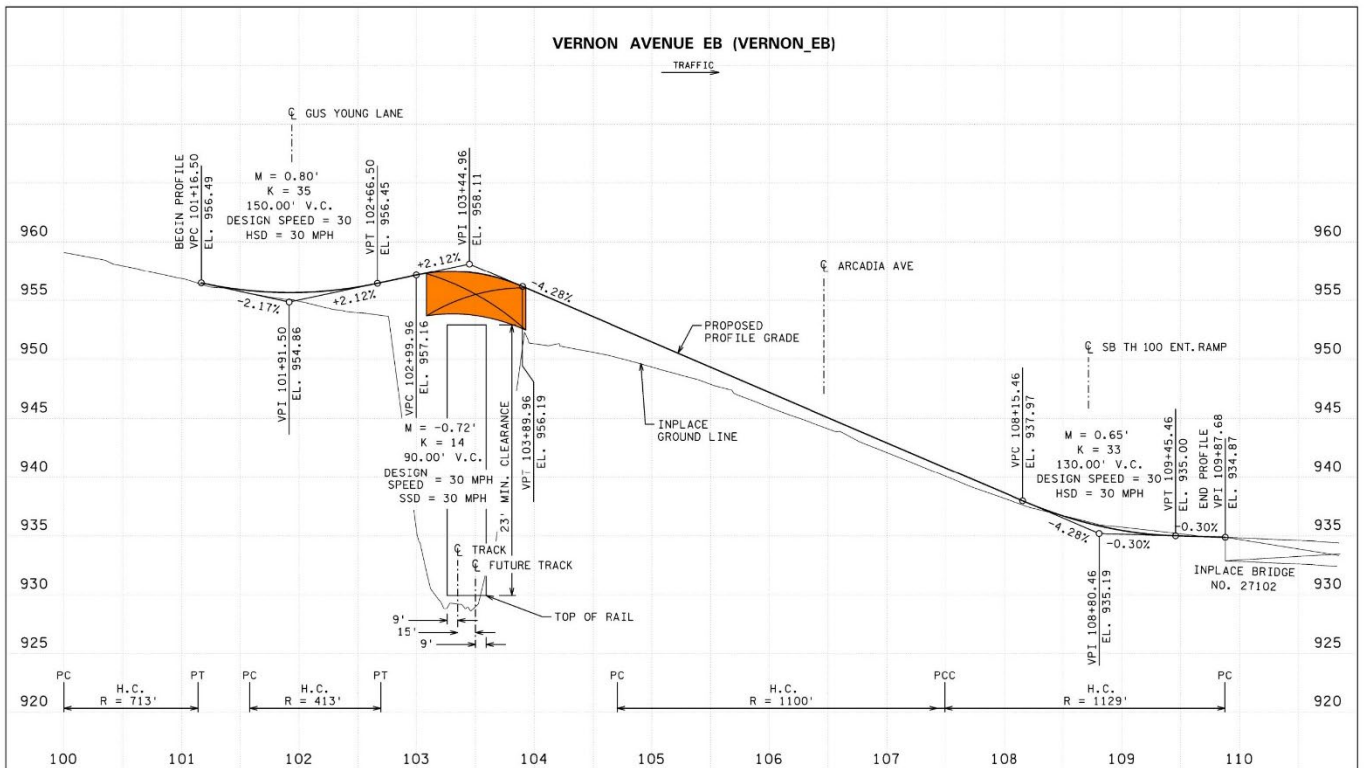 VERNON AVENUE EB (VERNON_EB)
TRAFFIC
℄ GUS YOUNG LANE
BEGIN PROFILE
VPC 101+16.50
EL. 956.49
M = 0.80'
K = 35
150.00' V.C.
DESIGN SPEED = 30
HSD = 30 MPH
VPT 102+66.50
EL. 956.45
VPI 103+44.96
EL. 958.11
960
960
-2.17%
+2.12%
+2.12%
-4.28%
℄ ARCADIA AVE
955
955
VPI 101+91.50
EL. 954.86
VPC 102+99.96
EL. 957.16
PROPOSED
PROFILE GRADE
950
950
℄ SB TH 100 ENT. RAMP
INPLACE
GROUND LINE
945
945
M = -0.72'
K = 14
90.00' V.C.
DESIGN
SPEED = 30 MPH
SSD = 30 MPH
23' MIN. CLEARANCE
VPT 103+89.96
EL. 956.19
VPC 108+15.46
EL. 937.97
M = 0.65'
K = 33
130.00' V.C.
DESIGN SPEED = 30
HSD = 30 MPH
VPT 109+45.46
EL. 935.00
END PROFILE
VPI 109+87.68
EL. 934.87
940
940
935
935
-4.28%
-0.30%
-0.30%
℄ TRACK
℄ FUTURE TRACK
INPLACE BRIDGE
NO. 27102
930
930
TOP OF RAIL
9'
15'
9'
VPI 108+80.46
EL. 935.19
925
925
PC
PT
PC
PT
PC
PCC
PC
H.C.
R = 713'
H.C.
R = 413'
H.C.
R = 1100'
H.C.
R = 1129'
920
920
100
101
102
103
104
105
106
107
108
109
110